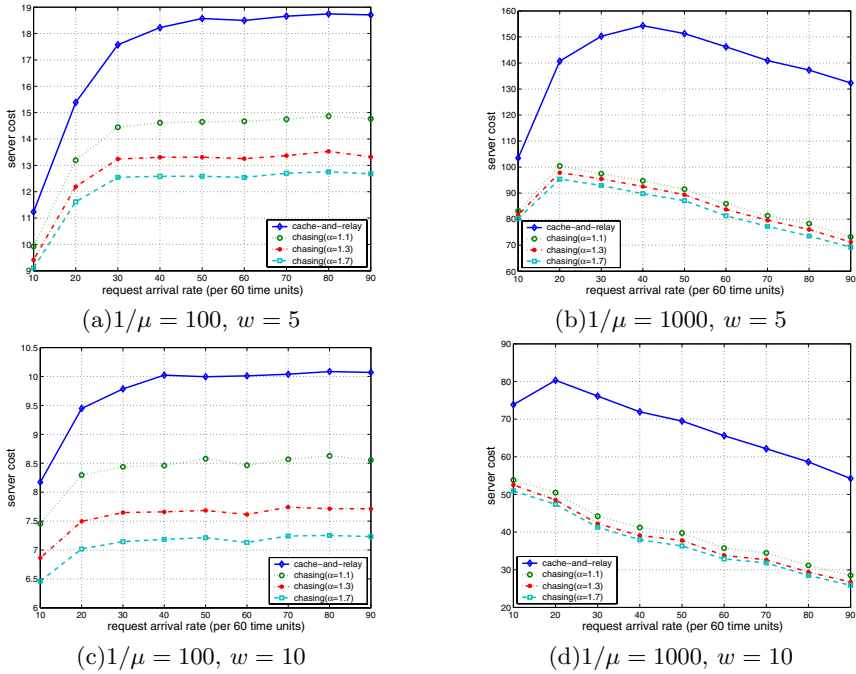 19
18
17
16
15
14
13
12
11
10
9
server cost
10 20 30 40 50 60 70 80 90
request arrival rate (per 60 time units)
cache-and-relay
chasing(α=1.1)
chasing(α=1.3)
chasing(α=1.7)
(a)1/μ = 100, w = 5
160
150
140
130
120
110
100
90
80
70
60
server cost
10 20 30 40 50 60 70 80 90
request arrival rate (per 60 time units)
cache-and-relay
chasing(α=1.1)
chasing(α=1.3)
chasing(α=1.7)
(b)1/μ = 1000, w = 5
10.5
10
9.5
9
8.5
8
7.5
7
6.5
6
server cost
10 20 30 40 50 60 70 80 90
request arrival rate (per 60 time units)
cache-and-relay
chasing(α=1.1)
chasing(α=1.3)
chasing(α=1.7)
(c)1/μ = 100, w = 10
90
80
70
60
50
40
30
20
server cost
10 20 30 40 50 60 70 80 90
request arrival rate (per 60 time units)
cache-and-relay
chasing(α=1.1)
chasing(α=1.3)
chasing(α=1.7)
(d)1/μ = 1000, w = 10